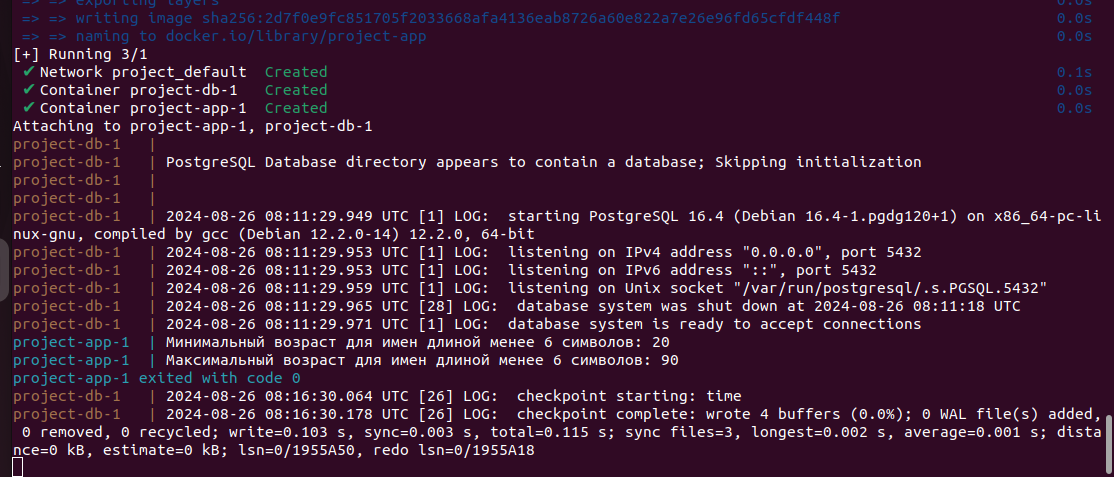 => => exporting layers 0.0s
=> => writing image sha256:2d7f0e9fc851705f2033668afa4136eab8726a60e822a7e26e96fd65cfdf448f 0.0s
=> => naming to docker.io/library/project-app 0.0s
[+] Running 3/1
✔ Network project_default Created 0.1s
✔ Container project-db-1 Created 0.0s
✔ Container project-app-1 Created 0.0s
Attaching to project-app-1, project-db-1
project-db-1 |
project-db-1 | PostgreSQL Database directory appears to contain a database; Skipping initialization
project-db-1 |
project-db-1 |
project-db-1 | 2024-08-26 08:11:29.949 UTC [1] LOG: starting PostgreSQL 16.4 (Debian 16.4-1.pgdg120+1) on x86_64-pc-li
nux-gnu, compiled by gcc (Debian 12.2.0-14) 12.2.0, 64-bit
project-db-1 | 2024-08-26 08:11:29.953 UTC [1] LOG: listening on IPv4 address "0.0.0.0", port 5432
project-db-1 | 2024-08-26 08:11:29.953 UTC [1] LOG: listening on IPv6 address "::", port 5432
project-db-1 | 2024-08-26 08:11:29.959 UTC [1] LOG: listening on Unix socket "/var/run/postgresql/.s.PGSQL.5432"
project-db-1 | 2024-08-26 08:11:29.965 UTC [28] LOG: database system was shut down at 2024-08-26 08:11:18 UTC
project-db-1 | 2024-08-26 08:11:29.971 UTC [1] LOG: database system is ready to accept connections
project-app-1 | Минимальный возраст для имен длиной менее 6 символов: 20
project-app-1 | Максимальный возраст для имен длиной менее 6 символов: 90
project-app-1 exited with code 0
project-db-1 | 2024-08-26 08:16:30.064 UTC [26] LOG: checkpoint starting: time
project-db-1 | 2024-08-26 08:16:30.178 UTC [26] LOG: checkpoint complete: wrote 4 buffers (0.0%); 0 WAL file(s) added,
0 removed, 0 recycled; write=0.103 s, sync=0.003 s, total=0.115 s; sync files=3, longest=0.002 s, average=0.001 s; dista
nce=0 kB, estimate=0 kB; lsn=0/1955A50, redo lsn=0/1955A18